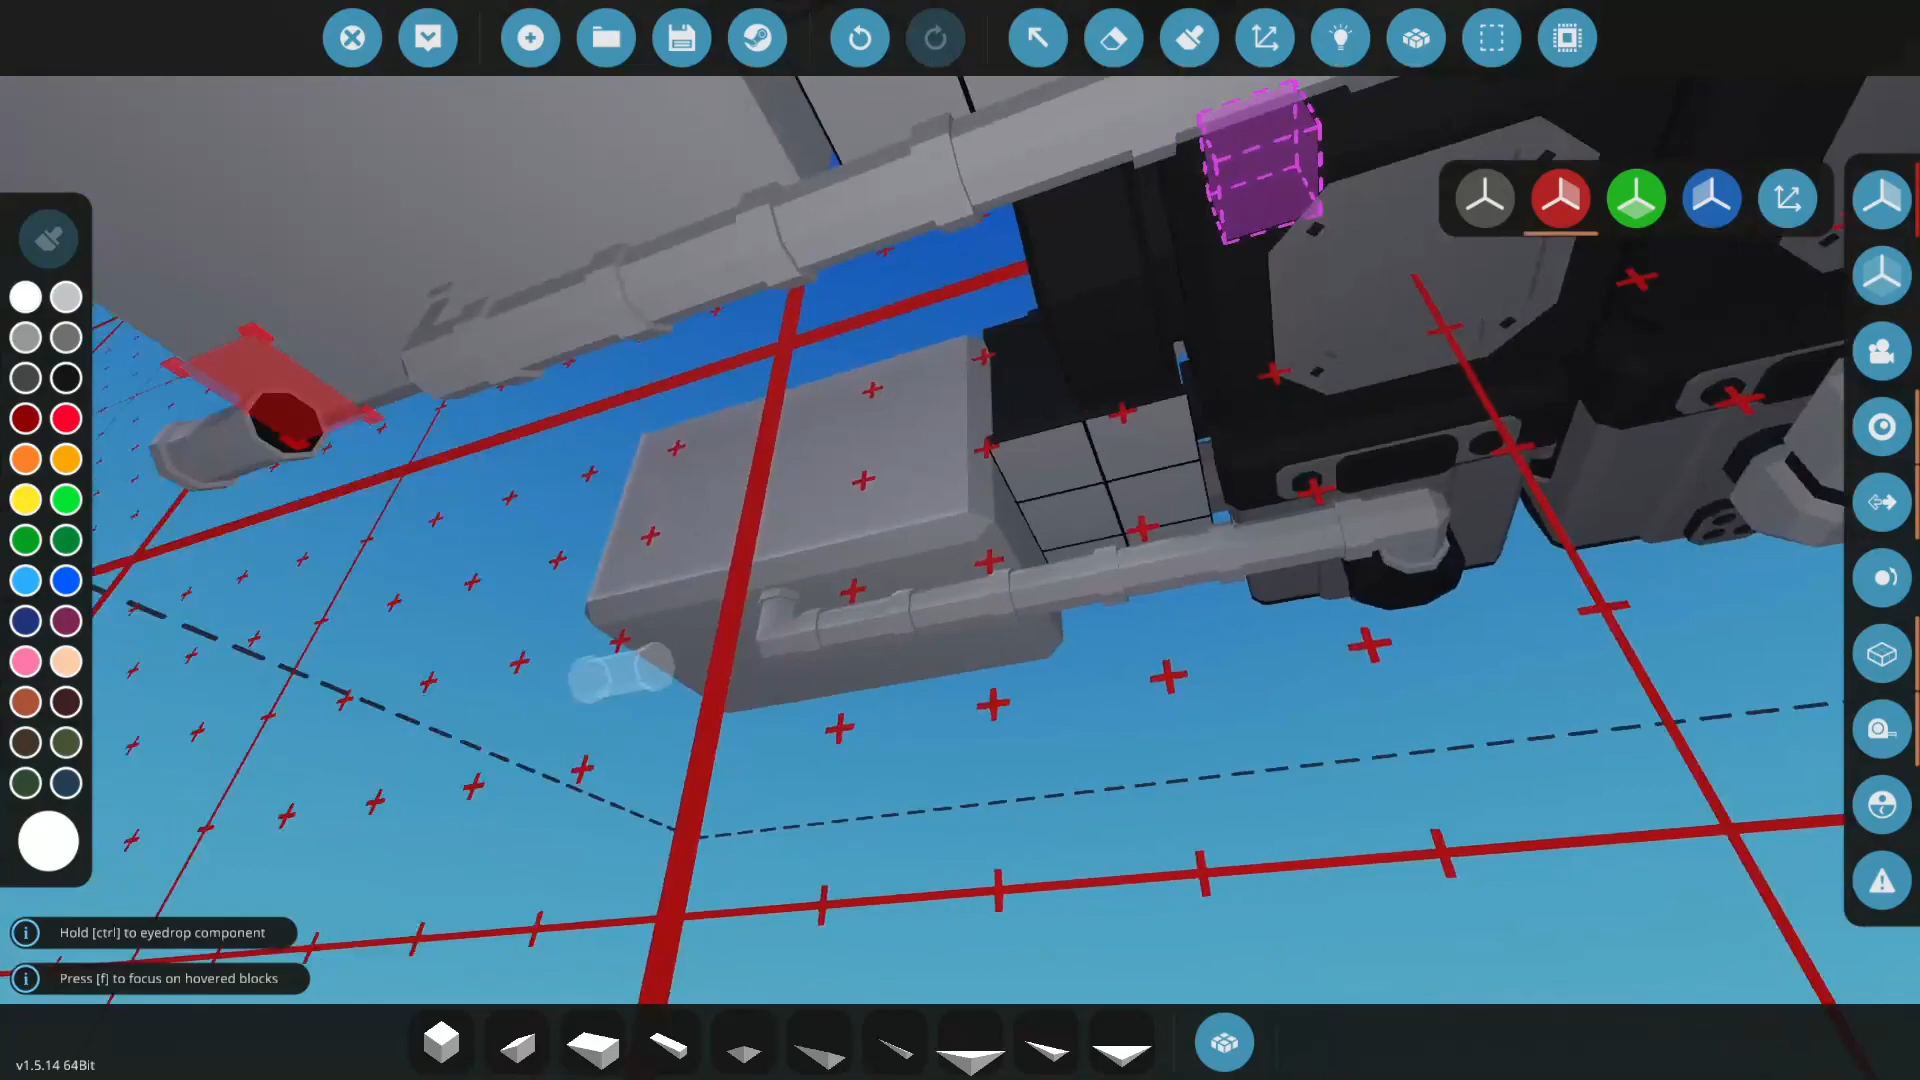 Hold [ctrl] to eyedrop component
Press [f] to focus on hovered blocks
v1.5.14 64Bit